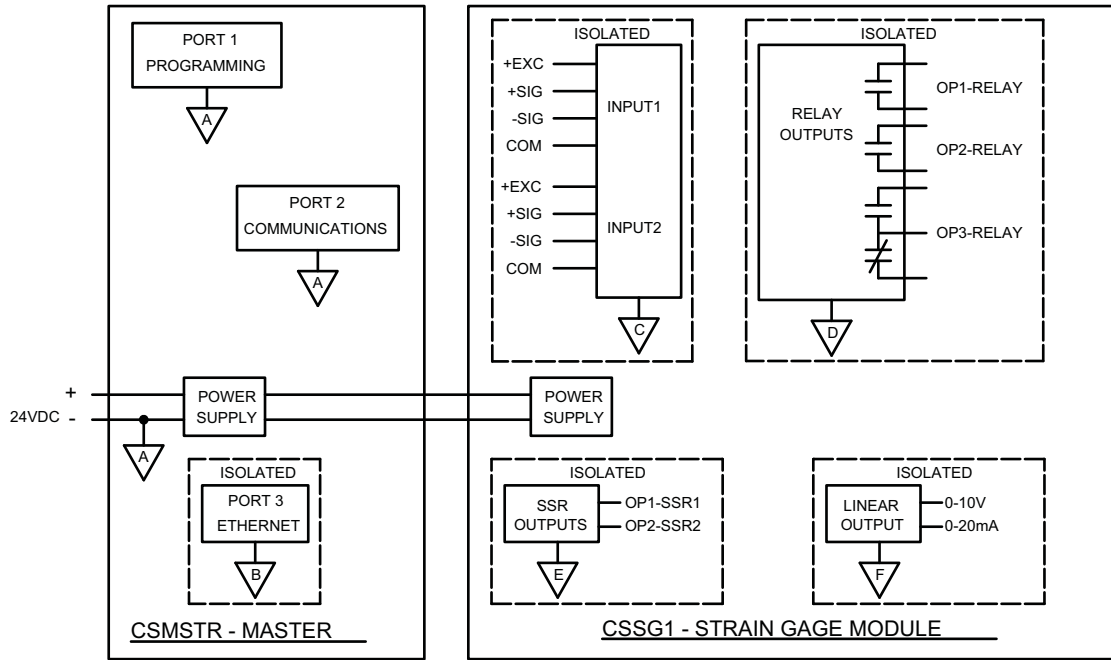 PORT 1
PROGRAMMING
A
PORT 2
COMMUNICATIONS
A
+
24VDC -
A
POWER
SUPPLY
ISOLATED
PORT 3
ETHERNET
B
CSMSTR - MASTER
ISOLATED
+EXC
+SIG
-SIG
COM
INPUT1
+EXC
+SIG
-SIG
COM
INPUT2
C
ISOLATED
RELAY
OUTPUTS
OP1-RELAY
OP2-RELAY
OP3-RELAY
D
POWER
SUPPLY
ISOLATED
SSR
OUTPUTS
OP1-SSR1
OP2-SSR2
E
ISOLATED
LINEAR
OUTPUT
0-10V
0-20mA
F
CSSG1 - STRAIN GAGE MODULE